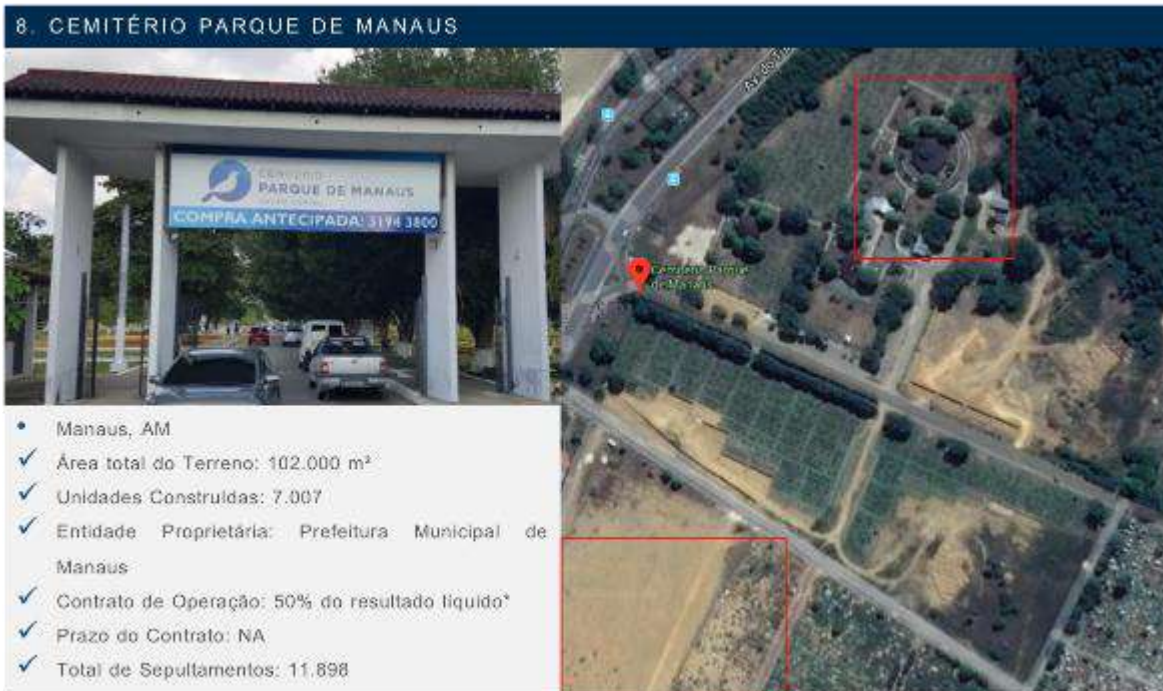 8. CEMITÉRIO PARQUE DE MANAUS
CEMITÉRIO
PARQUE DE MANAUS
COMPRA ANTECIPADA: 3194 3800
Cemitério Parque
de Manaus
• Manaus, AM
✓ Área total do Terreno: 102.000 m²
✓ Unidades Construídas: 7.007
✓ Entidade Proprietária: Prefeitura Municipal de
Manaus
✓ Contrato de Operação: 50% do resultado líquido*
✓ Prazo do Contrato: NA
✓ Total de Sepultamentos: 11.898